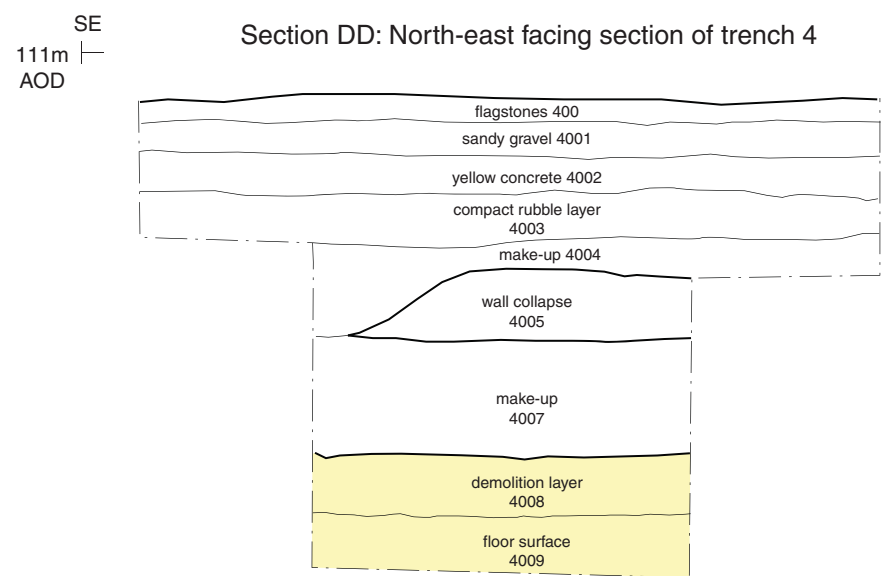 SE
Section DD: North-east facing section of trench 4
111m
AOD
flagstones 400
sandy gravel 4001
yellow concrete 4002
compact rubble layer
4003
make-up 4004
wall collapse
4005
make-up
4007
demolition layer
4008
floor surface
4009